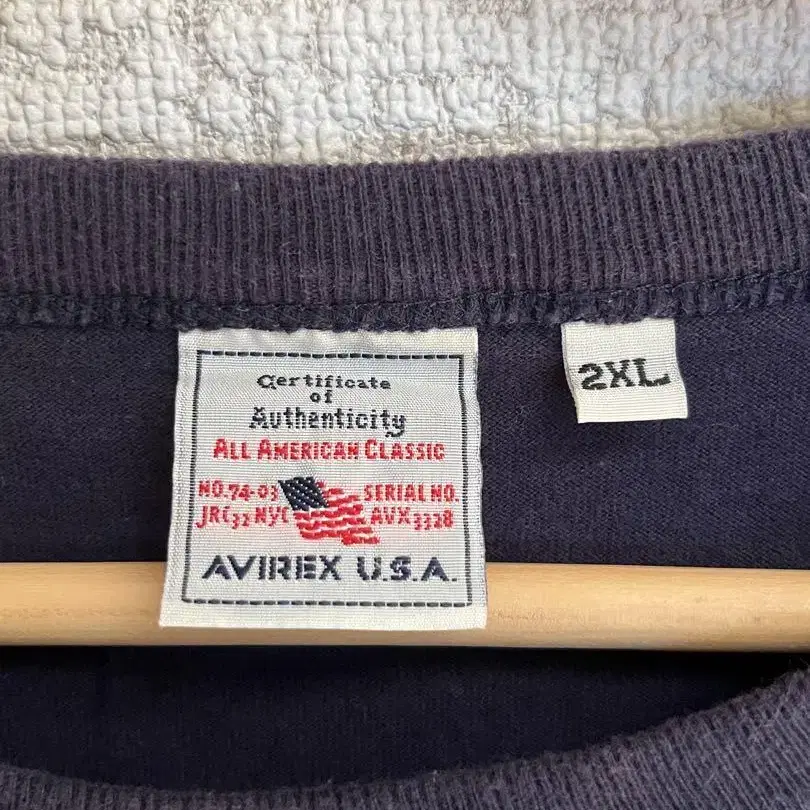 Certificate
of
Authenticity
ALL AMERICAN CLASSIC
NO.74-03 SERIAL NO.
JRC32 NYC AVX3328
AVIREX U.S.A.
2XL